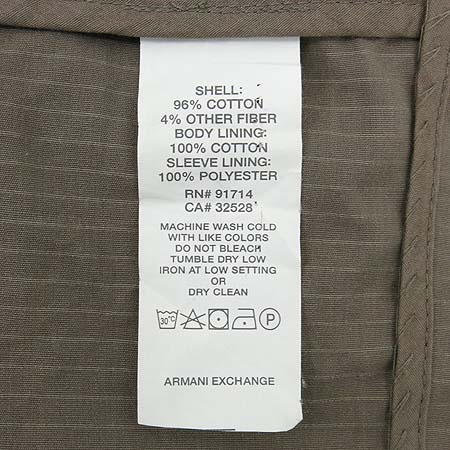 SHELL:
96% COTTON
4% OTHER FIBER
BODY LINING:
100% COTTON
SLEEVE LINING:
100% POLYESTER
RN# 91714
CA# 32528
MACHINE WASH COLD
WITH LIKE COLORS
DO NOT BLEACH
TUMBLE DRY LOW
IRON AT LOW SETTING
OR
DRY CLEAN
30°C P
ARMANI EXCHANGE